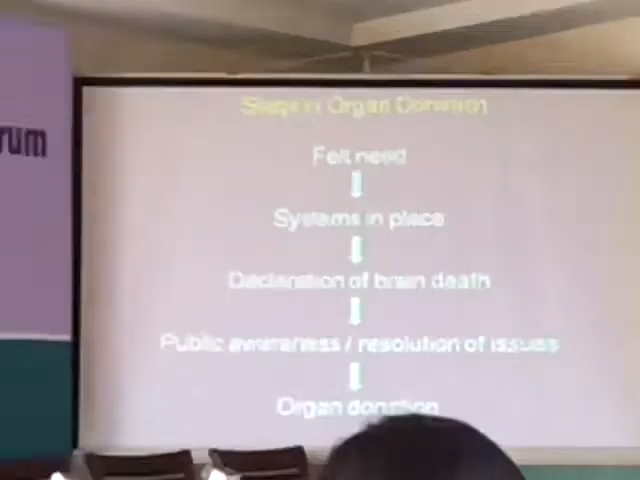 rum
Steps in Organ Donation
Felt need
Systems in place
Declaration of brain death
Public awareness / resolution of issues
Organ donation